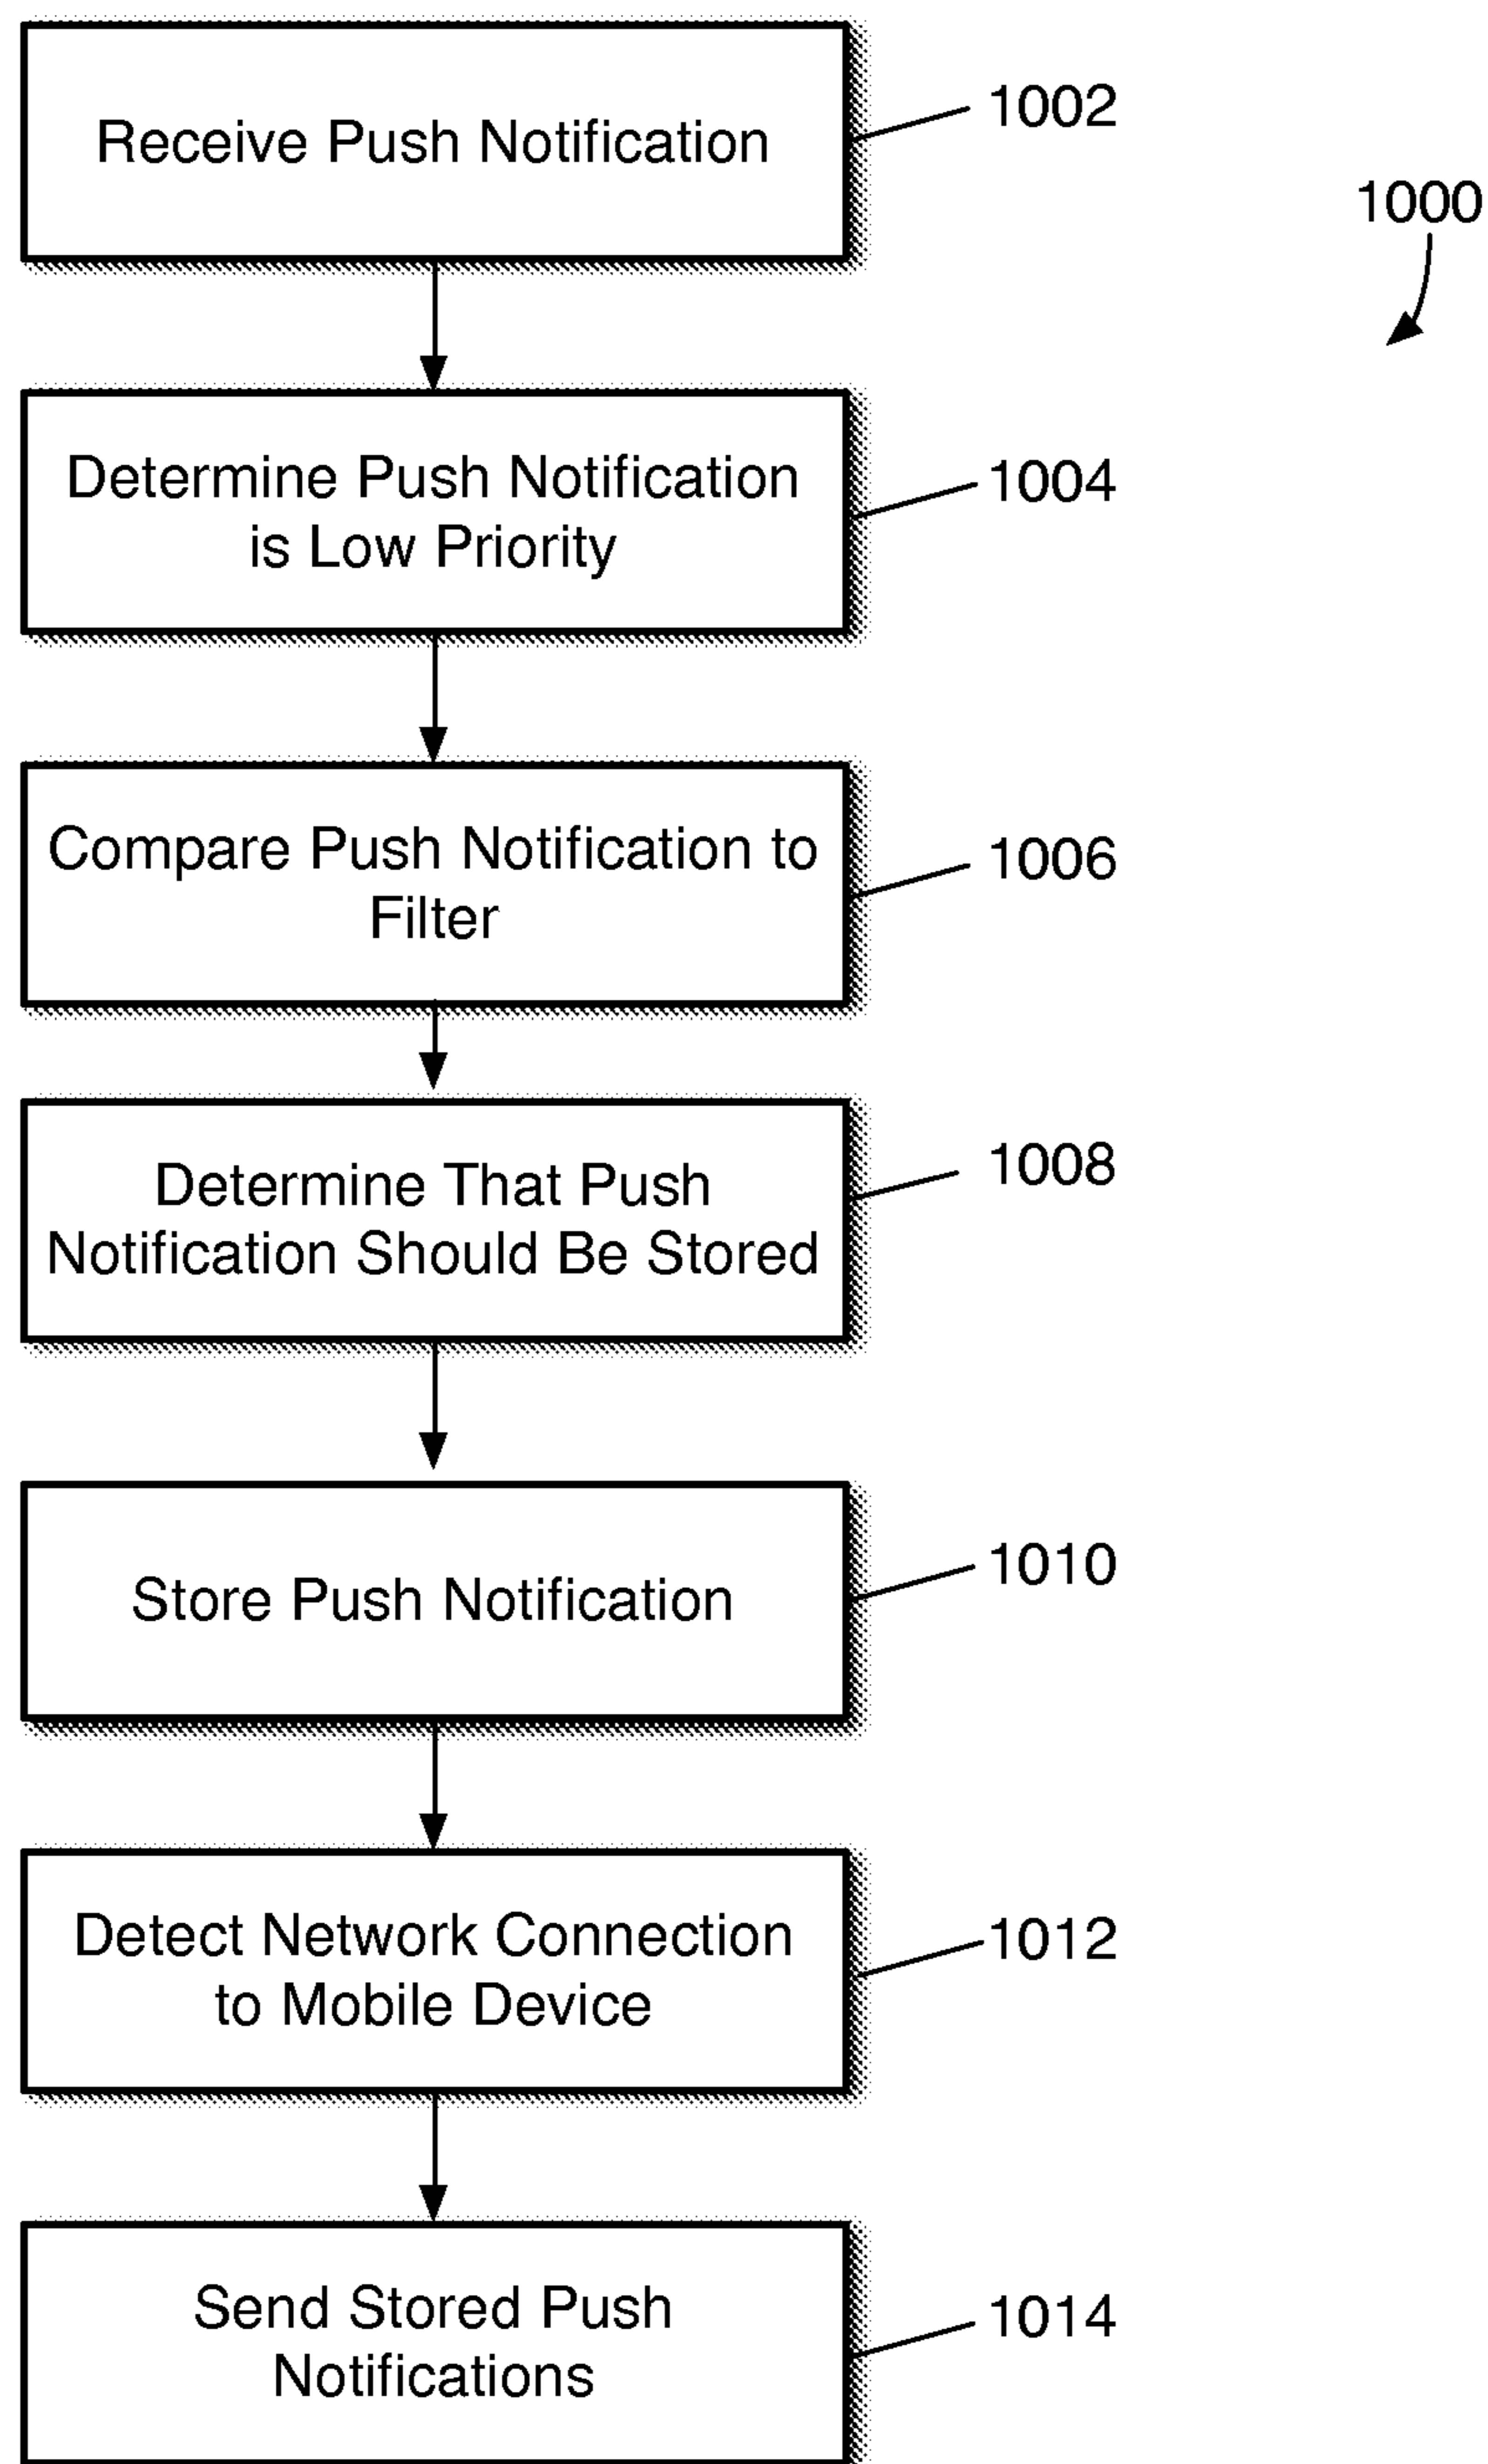 Receive Push Notification
1002
1000
Determine Push Notification
is Low Priority
1004
Compare Push Notification to
Filter
1006
Determine That Push
Notification Should Be Stored
1008
Store Push Notification
1010
Detect Network Connection
to Mobile Device
1012
Send Stored Push
Notifications
1014